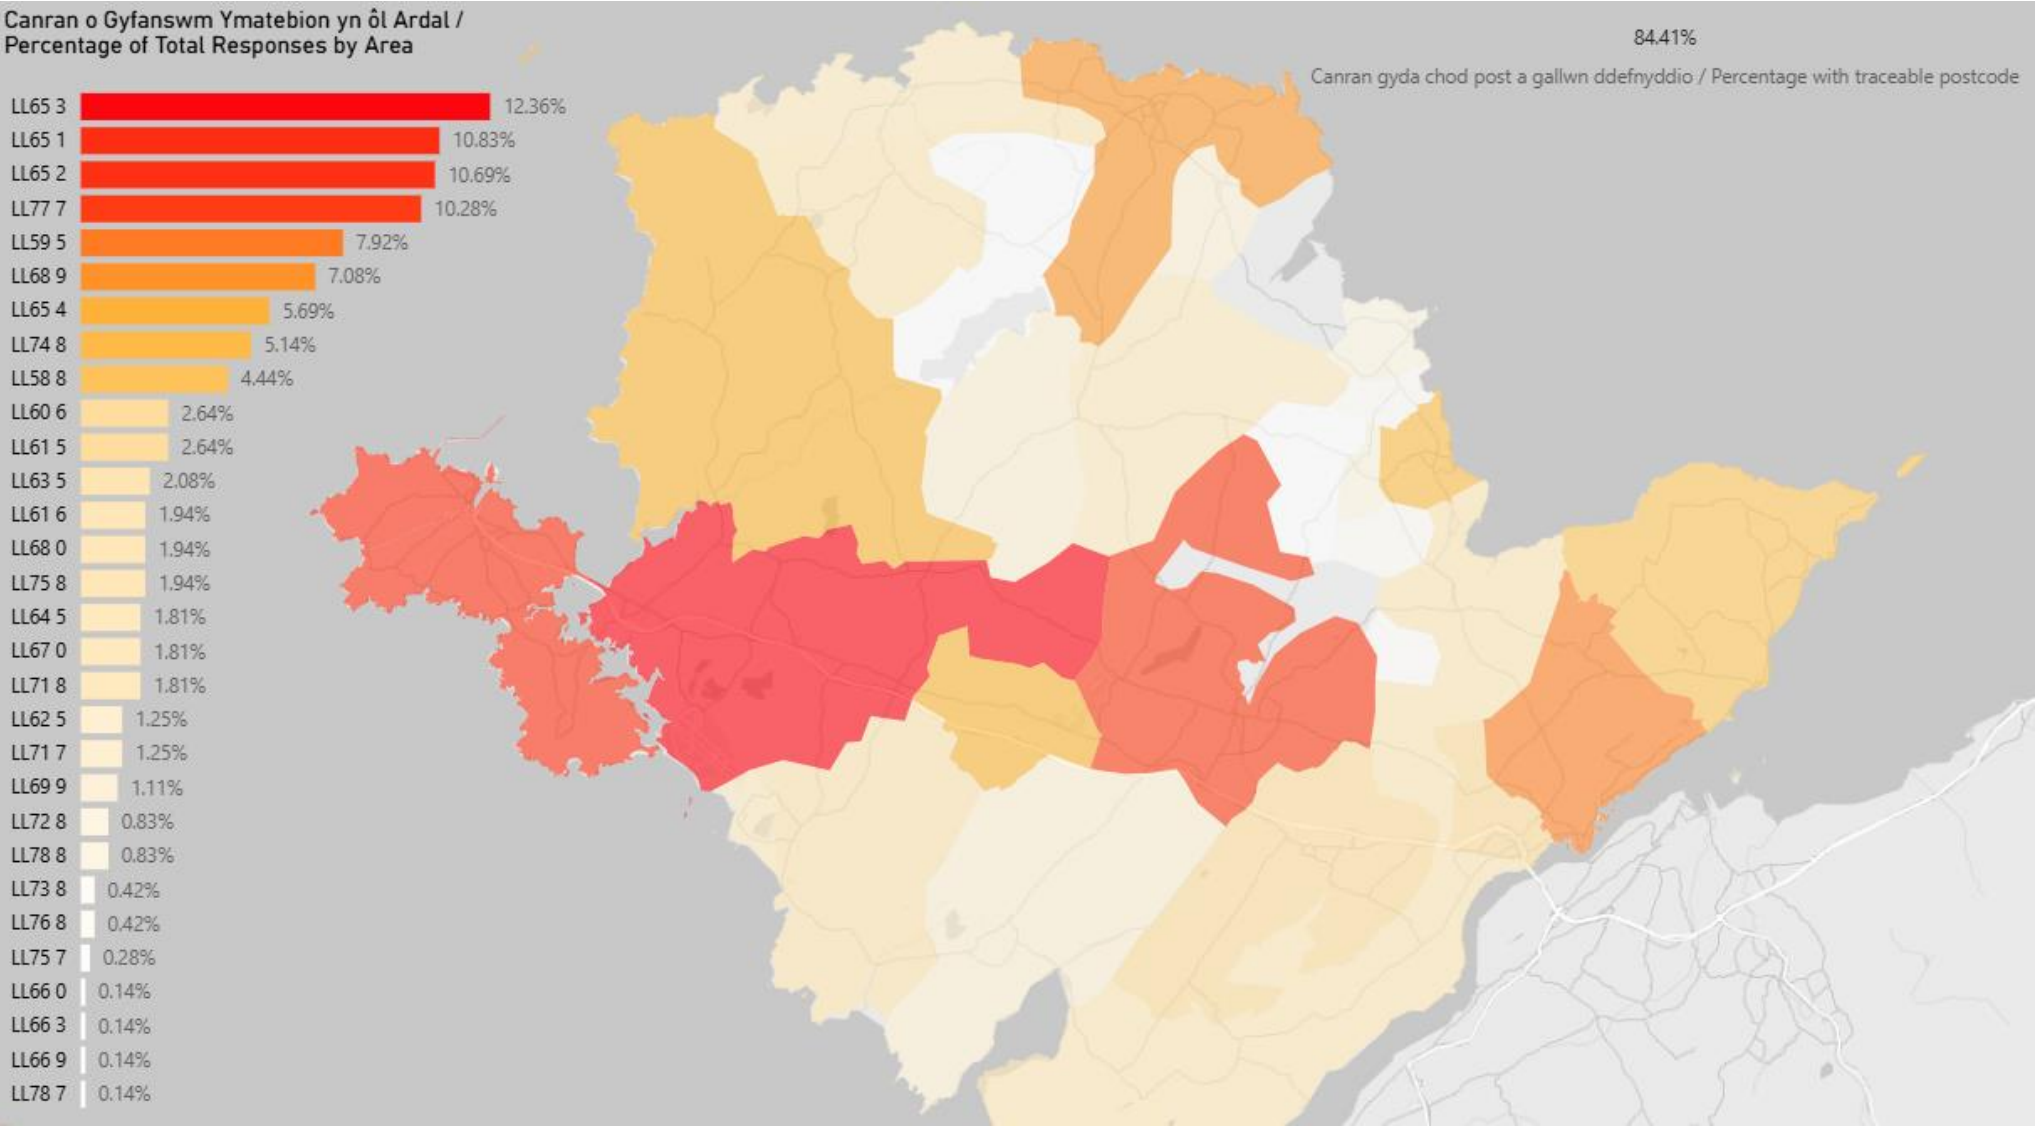 Canran o Gyfanswm Ymatebion yn ôl Ardal /
Percentage of Total Responses by Area
84.41%
Canran gyda chod post a gallwn ddefnyddio / Percentage with traceable postcode
LL65 3 12.36%
LL65 1 10.83%
LL65 2 10.69%
LL77 7 10.28%
LL59 5 7.92%
LL68 9 7.08%
LL65 4 5.69%
LL74 8 5.14%
LL58 8 4.44%
LL60 6 2.64%
LL61 5 2.64%
LL63 5 2.08%
LL61 6 1.94%
LL68 0 1.94%
LL75 8 1.94%
LL64 5 1.81%
LL67 0 1.81%
LL71 8 1.81%
LL62 5 1.25%
LL71 7 1.25%
LL69 9 1.11%
LL72 8 0.83%
LL78 8 0.83%
LL73 8 0.42%
LL76 8 0.42%
LL75 7 0.28%
LL66 0 0.14%
LL66 3 0.14%
LL66 9 0.14%
LL78 7 0.14%